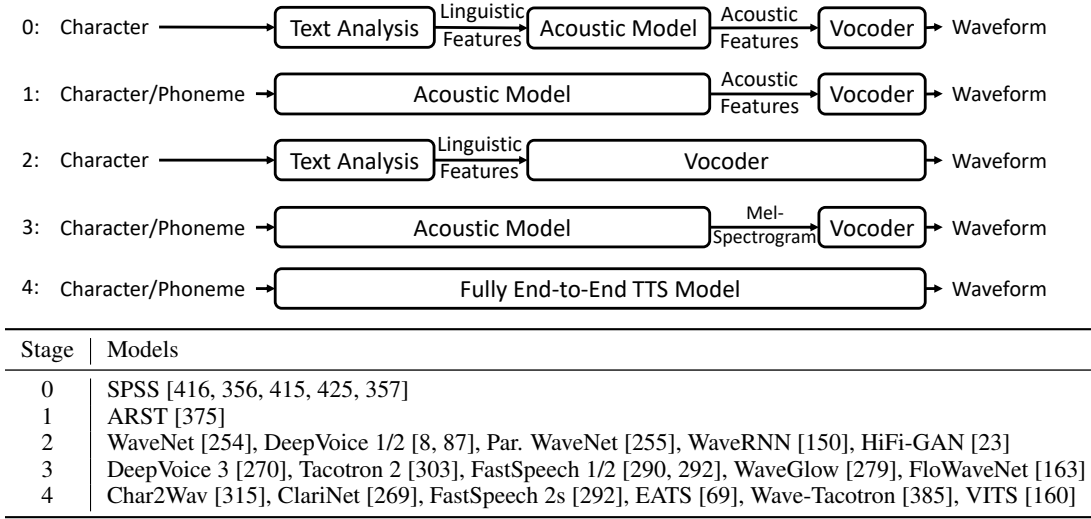 0: Character → Text Analysis Linguistic Features Acoustic Model Acoustic Features Vocoder → Waveform
1: Character/Phoneme → Acoustic Model Acoustic Features Vocoder → Waveform
2: Character → Text Analysis Linguistic Features Vocoder → Waveform
3: Character/Phoneme → Acoustic Model Mel-Spectrogram Vocoder → Waveform
4: Character/Phoneme → Fully End-to-End TTS Model → Waveform
Stage Models
0 SPSS [416, 356, 415, 425, 357]
1 ARST [375]
2 WaveNet [254], DeepVoice 1/2 [8, 87], Par. WaveNet [255], WaveRNN [150], HiFi-GAN [23]
3 DeepVoice 3 [270], Tacotron 2 [303], FastSpeech 1/2 [290, 292], WaveGlow [279], FloWaveNet [163]
4 Char2Wav [315], ClariNet [269], FastSpeech 2s [292], EATS [69], Wave-Tacotron [385], VITS [160]